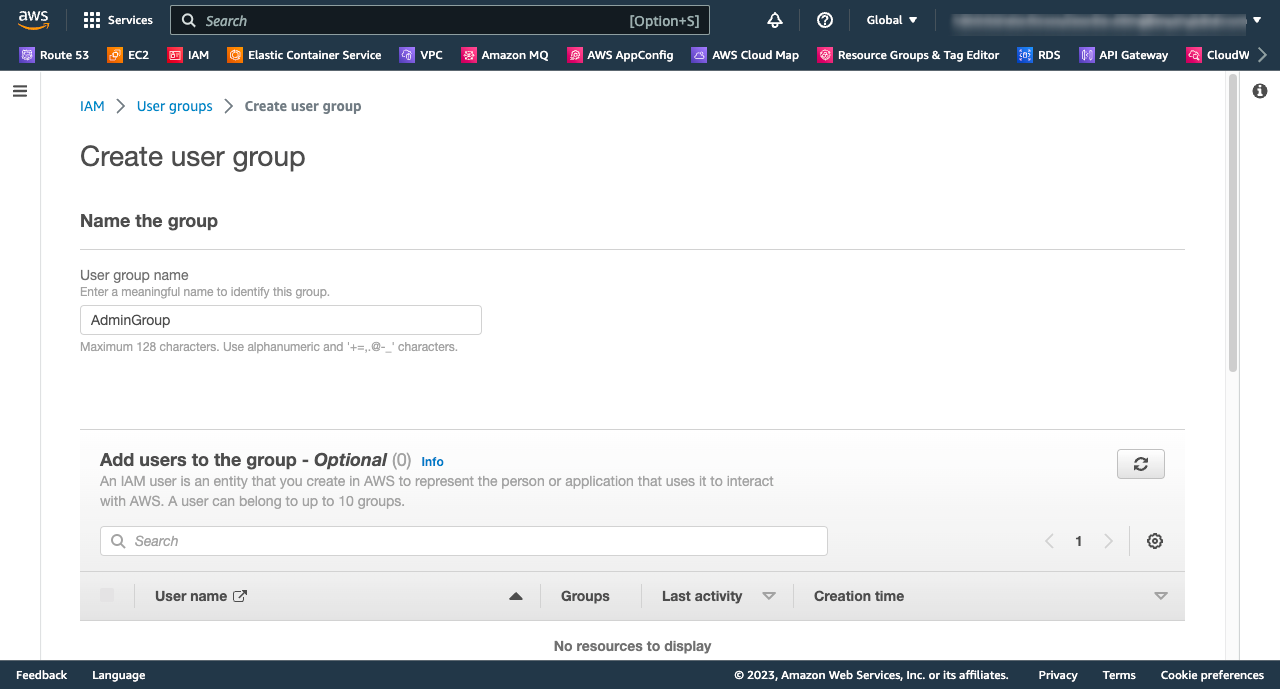 aws Services Search [Option+S] Global
Route 53 EC2 IAM Elastic Container Service VPC Amazon MQ AWS AppConfig AWS Cloud Map Resource Groups & Tag Editor RDS API Gateway CloudW
IAM User groups Create user group
Create user group
Name the group
User group name
Enter a meaningful name to identify this group.
AdminGroup
Maximum 128 characters. Use alphanumeric and '+=,.@-_' characters.
Add users to the group - Optional (0) Info
An IAM user is an entity that you create in AWS to represent the person or application that uses it to interact
with AWS. A user can belong to up to 10 groups.
Search 1
User name Groups Last activity Creation time
No resources to display
Feedback Language © 2023, Amazon Web Services, Inc. or its affiliates. Privacy Terms Cookie preferences